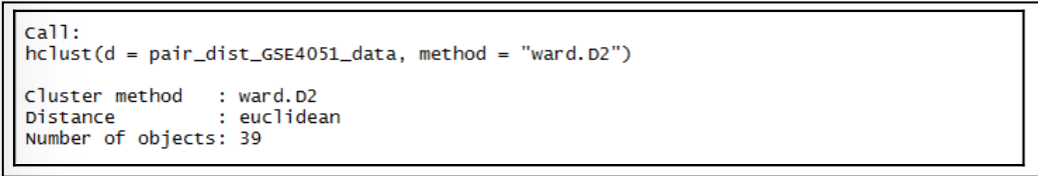 Call:
hclust(d = pair_dist_GSE4051_data, method = "ward.D2")
Cluster method   : ward.D2
Distance         : euclidean
Number of objects: 39